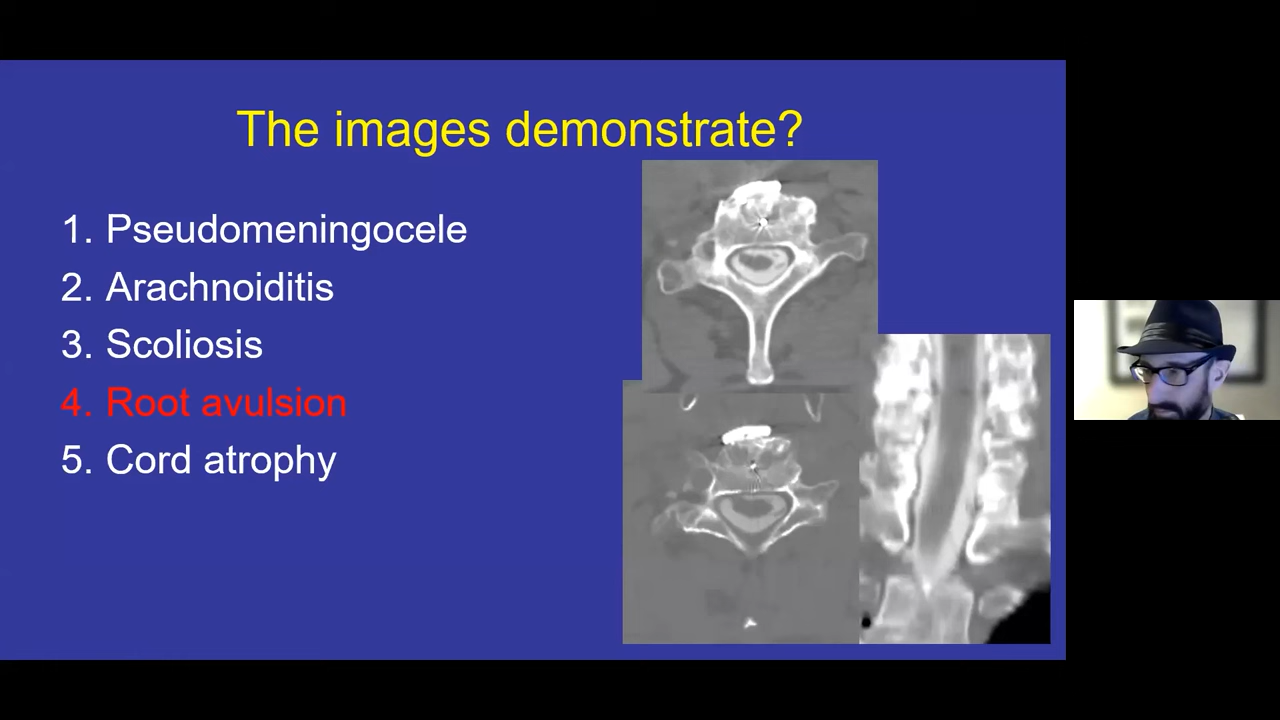 The images demonstrate?
1. Pseudomeningocele
2. Arachnoiditis
3. Scoliosis
4. Root avulsion
5. Cord atrophy